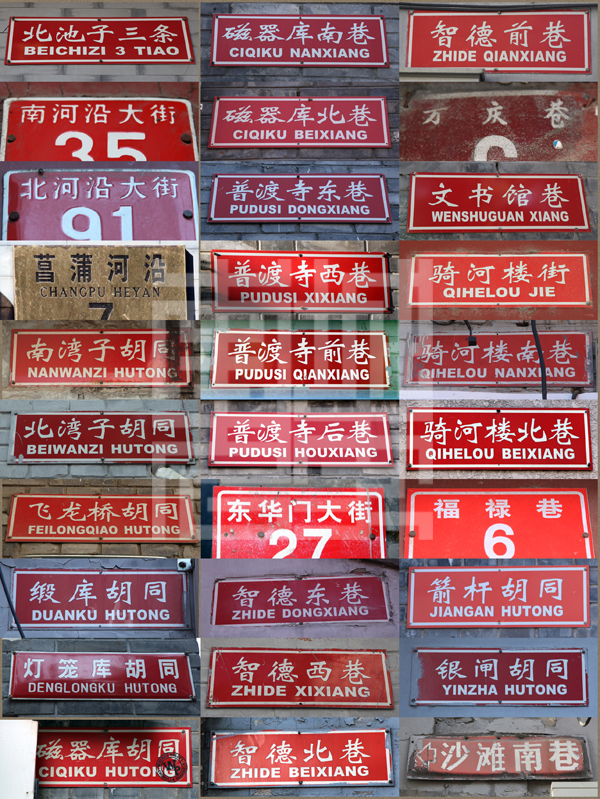 北池子三条
BEICHIZI 3 TIAO
南河沿大街
35
北河沿大街
91
菖蒲河沿
CHANGPU HEYAN
7
南湾子胡同
NANWANZI HUTONG
北湾子胡同
BEIWANZI HUTONG
飞龙桥胡同
FEILONGQIAO HUTONG
缎库胡同
DUANKU HUTONG
灯笼库胡同
DENGLONGKU HUTONG
磁器库胡同
CIQIKU HUTONG
磁器库南巷
CIQIKU NANXIANG
磁器库北巷
CIQIKU BEIXIANG
普渡寺东巷
PUDUSI DONGXIANG
普渡寺西巷
PUDUSI XIXIANG
普渡寺前巷
PUDUSI QIANXIANG
普渡寺后巷
PUDUSI HOUXIANG
东华门大街
27
智德东巷
ZHIDE DONGXIANG
智德西巷
ZHIDE XIXIANG
智德北巷
ZHIDE BEIXIANG
智德前巷
ZHIDE QIANXIANG
万庆巷
文书馆巷
WENSHUGUAN XIANG
骑河楼街
QIHELOU JIE
骑河楼南巷
QIHELOU NANXIANG
骑河楼北巷
QIHELOU BEIXIANG
福禄巷
6
箭杆胡同
JIANGAN HUTONG
银闸胡同
YINZHA HUTONG
沙滩南巷